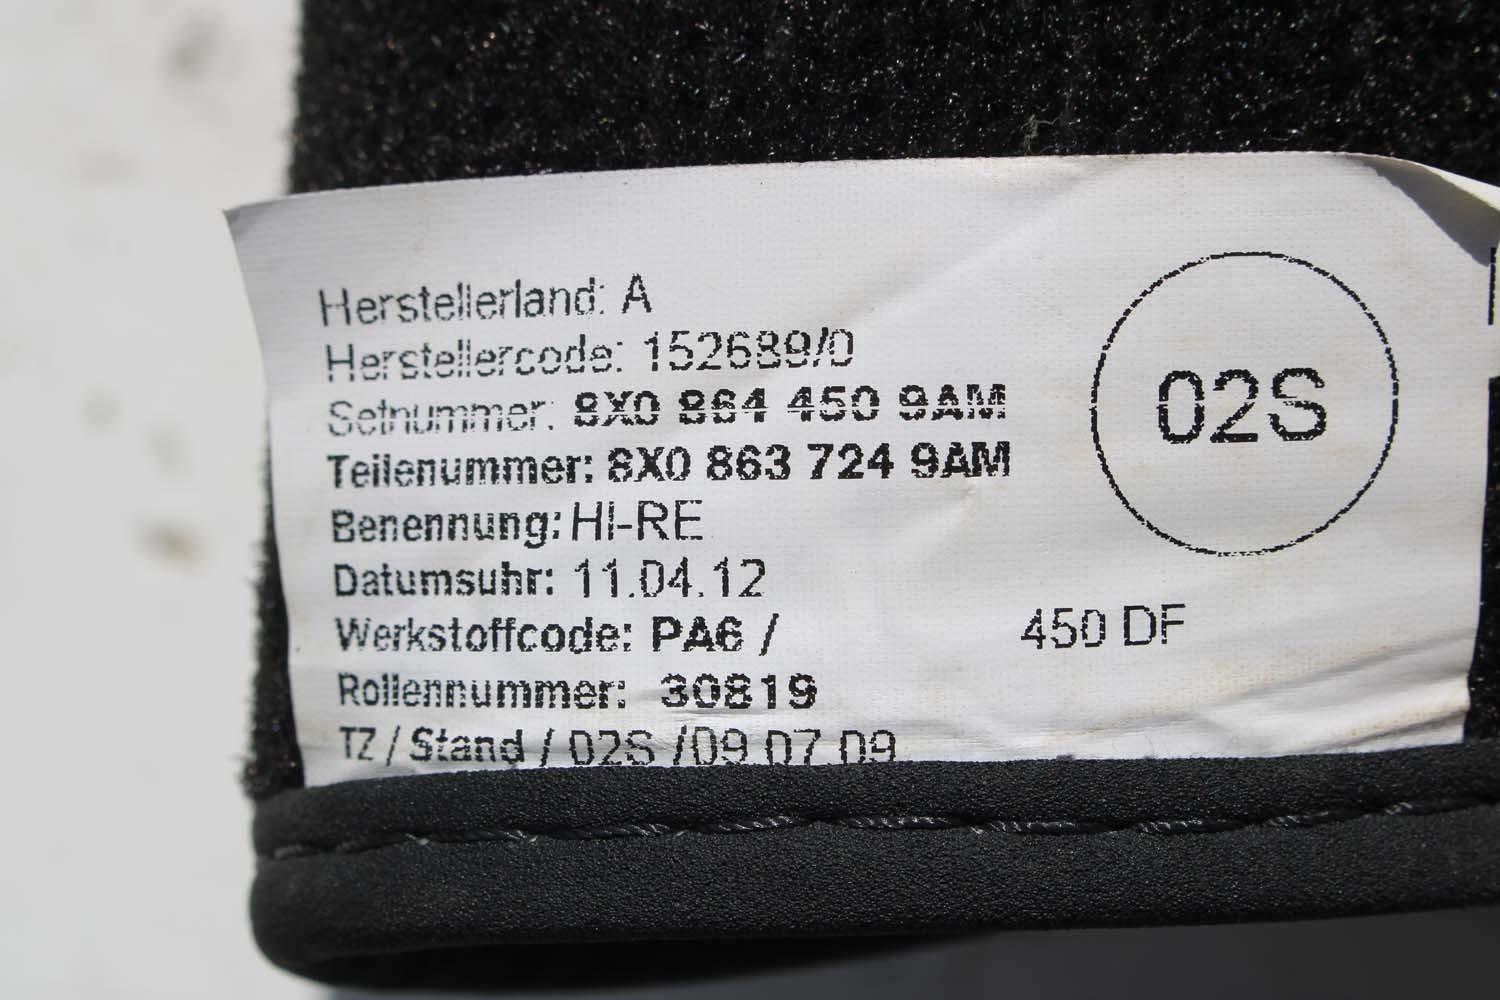 Herstellerland: A
Herstellercode: 152689/0
Setnummer: 8X0 864 450 9AM
Teilenummer: 8X0 863 724 9AM
Benennung: HI-RE
Datumsuhr: 11.04.12
Werkstoffcode: PA6 / 450 DF
Rollennummer: 30819
TZ / Stand / 02S /09 07 09
02S